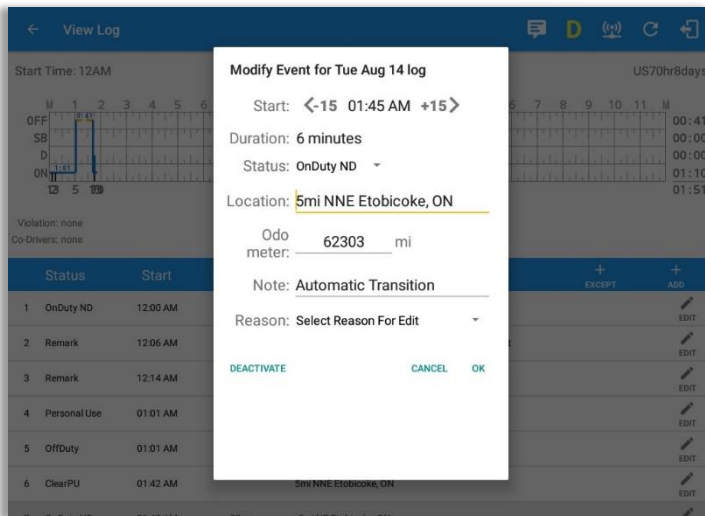 View Log
D
Start Time: 12AM
US70hr8days
M 1 2 3 4 5 6
6 7 8 9 10 11 M
OFF
SB
D
ON
0:41
1:01
00:41
00:00
00:00
01:10
01:51
Violation: none
Co-Drivers: none
Status Start
EXCEPT
ADD
1 OnDuty ND 12:00 AM
EDIT
2 Remark 12:06 AM
EDIT
3 Remark 12:14 AM
EDIT
4 Personal Use 01:01 AM
EDIT
5 OffDuty 01:01 AM
EDIT
6 ClearPU 01:42 AM 5mi NNE Etobicoke, ON
EDIT
Modify Event for Tue Aug 14 log
Start: -15 01:45 AM +15
Duration: 6 minutes
Status: OnDuty ND
Location: 5mi NNE Etobicoke, ON
Odo
meter: 62303 mi
Note: Automatic Transition
Reason: Select Reason For Edit
DEACTIVATE CANCEL OK